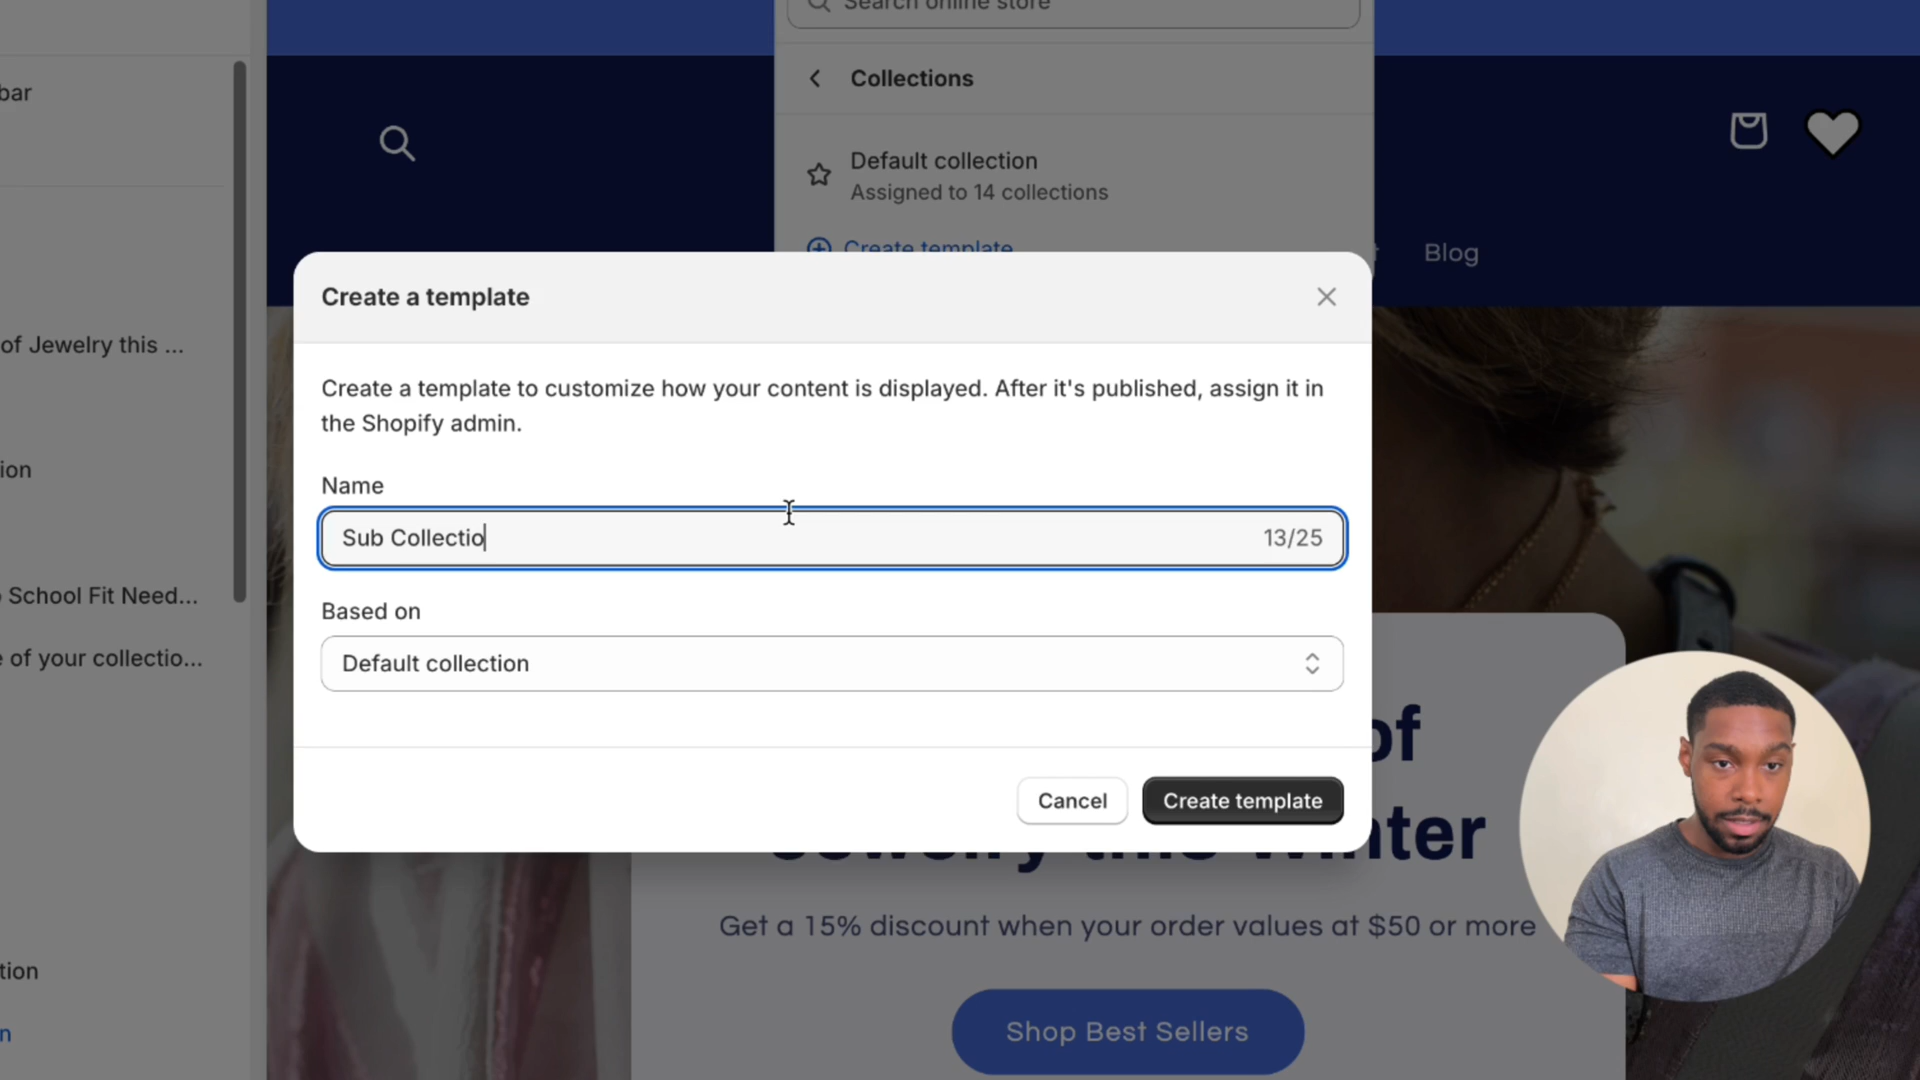 Search online store
bar
Collections
Default collection
Assigned to 14 collections
Create template
Blog
Create a template
of Jewelry this ...
Create a template to customize how your content is displayed. After it's published, assign it in
the Shopify admin.
ion
Name
Sub Collectio
13/25
School Fit Need...
Based on
e of your collectio...
Default collection
of
Cancel
Create template
Jewelry this Winter
Get a 15% discount when your order values at $50 or more
tion
Shop Best Sellers
n